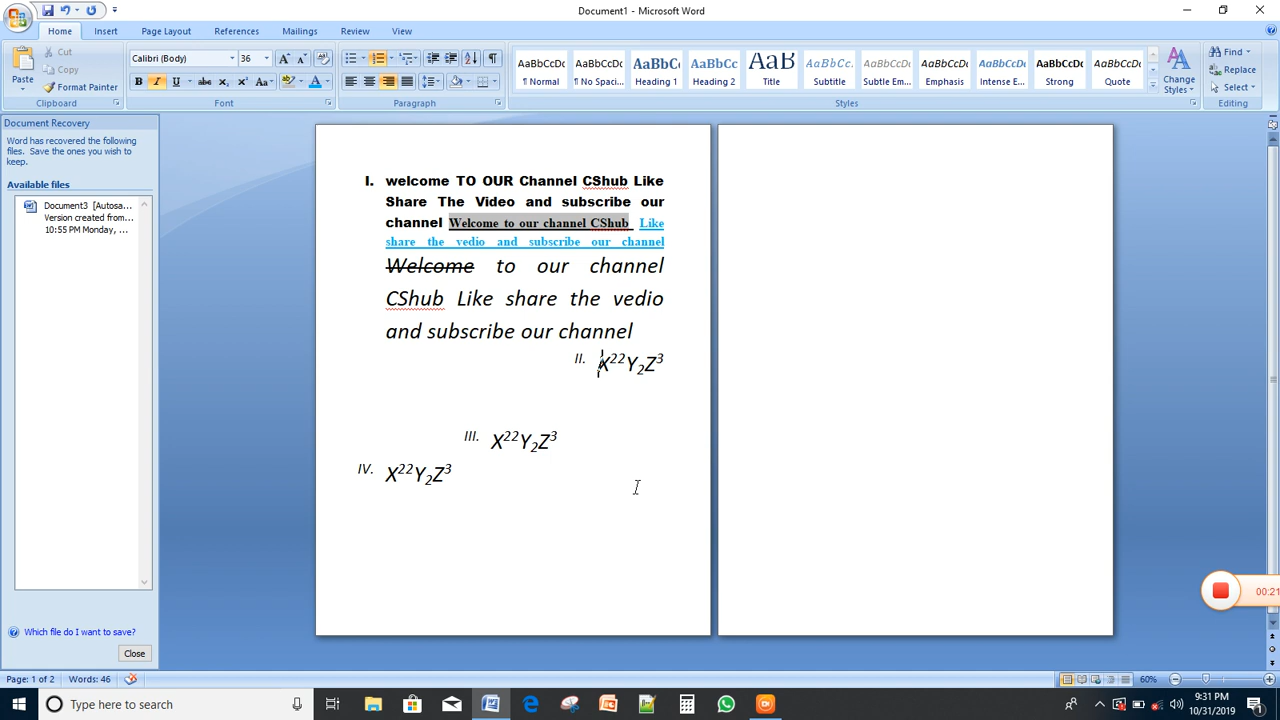 Document1 - Microsoft Word
Home Insert Page Layout References Mailings Review View
Paste
Cut
Copy
Format Painter
Clipboard
Calibri (Body) 36
B I U abc X₂ X² Aa
Font
Paragraph
AaBbCcDc AaBbCcDc AaBbC AaBbCc AaB AaBbCc. AaBbCcDc AaBbCcDc AaBbCcDc AaBbCcDc AaBbCcDc
¶ Normal ¶ No Spaci... Heading 1 Heading 2 Title Subtitle Subtle Em... Emphasis Intense E... Strong Quote
Styles
Change Styles
Find
Replace
Select
Editing
Document Recovery
Word has recovered the following
files. Save the ones you wish to
keep.
Available files
Document3 [Autosa...
Version created from...
10:55 PM Monday, ...
Which file do I want to save?
Close
I. welcome TO OUR Channel CShub Like
Share The Video and subscribe our
channel Welcome to our channel CShub Like
share the vedio and subscribe our channel
Welcome to our channel
CShub Like share the vedio
and subscribe our channel
II. X²²Y₂Z³
III. X²²Y₂Z³
IV. X²²Y₂Z³
00:21
Page: 1 of 2 Words: 46
60%
Type here to search
9:31 PM
10/31/2019